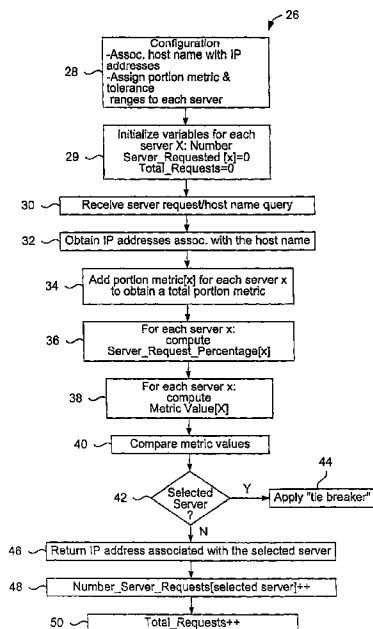 26
Configuration
-Assoc. host name with IP
addresses
28
-Assign portion metric &
tolerance
ranges to each server
Initialize variables for each
server X: Number
29
Server_Requested [x]=0
Total_Requests=0
30
Receive server request/host name query
32
Obtain IP addresses assoc. with the host name
34
Add portion metric[x] for each server x
to obtain a total portion metric
36
For each server x:
compute
Server_Request_Percentage[x]
38
For each server x:
compute
Metric Value[X]
40
Compare metric values
44
42
Selected
Server
?
Y
Apply "tie breaker"
N
46
Return IP address associated with the selected server
48
Number_Server_Requests[selected server]++
50
Total_Requests++